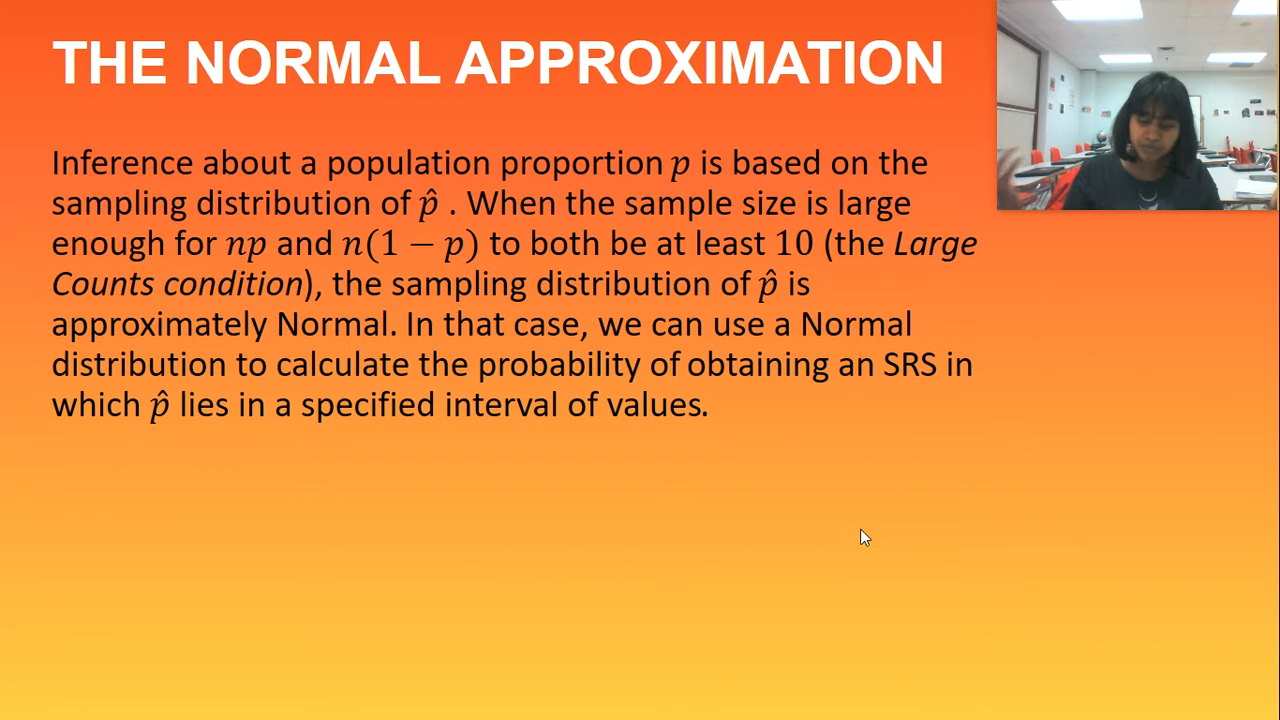 THE NORMAL APPROXIMATION
Inference about a population proportion p is based on the
sampling distribution of p̂ . When the sample size is large
enough for np and n(1 − p) to both be at least 10 (the Large
Counts condition), the sampling distribution of p̂ is
approximately Normal. In that case, we can use a Normal
distribution to calculate the probability of obtaining an SRS in
which p̂ lies in a specified interval of values.